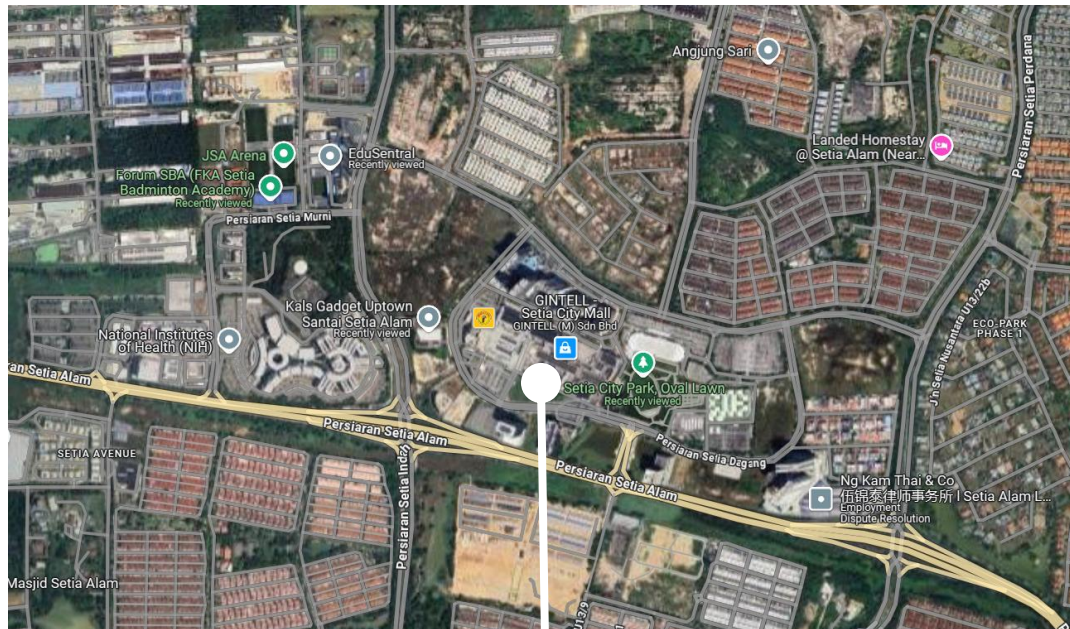 Angjung Sari
Persiaran Setia Perdana
Landed Homestay
@ Setia Alam (Near...
JSA Arena
EduSentral
Recently viewed
Forum SBA (FKA Setia
Badminton Academy)
Recently viewed
Persiaran Setia Murni
Kals Gadget Uptown
Santai Setia Alam
Recently viewed
GINTELL -
Setia City Mall
GINTELL (M) Sdn Bhd
National Institutes
of Health (NIH)
ECO-PARK
PHASE 1
J'n Setia Nusantara U13/22b
ran Setia Alam
Setia City Park, Oval Lawn
Recently viewed
Persiaran Setia Alam
Persiaran Setia Dagang
SETIA AVENUE
Persiaran Setia Indah
Persiaran Setia Alam
Ng Kam Thai & Co
伍锦泰律师事务所 l Setia Alam L...
Employment
Dispute Resolution
Masjid Setia Alam
U13/9